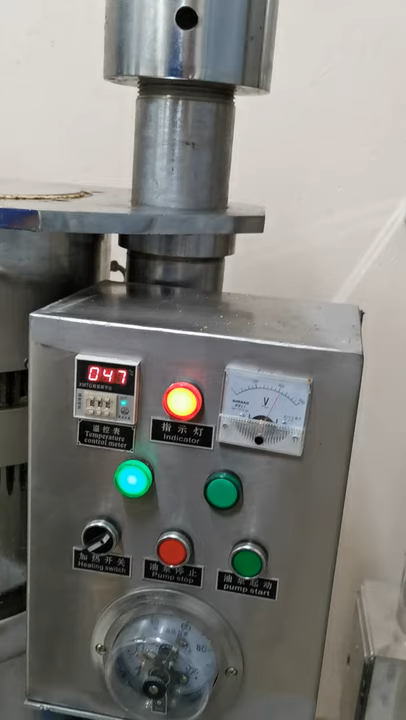 047
V
指示灯
Indicator
温控表
Temperature
control meter
加热开关
Heating switch
油泵停止
Pump stop
油泵起动
pump start